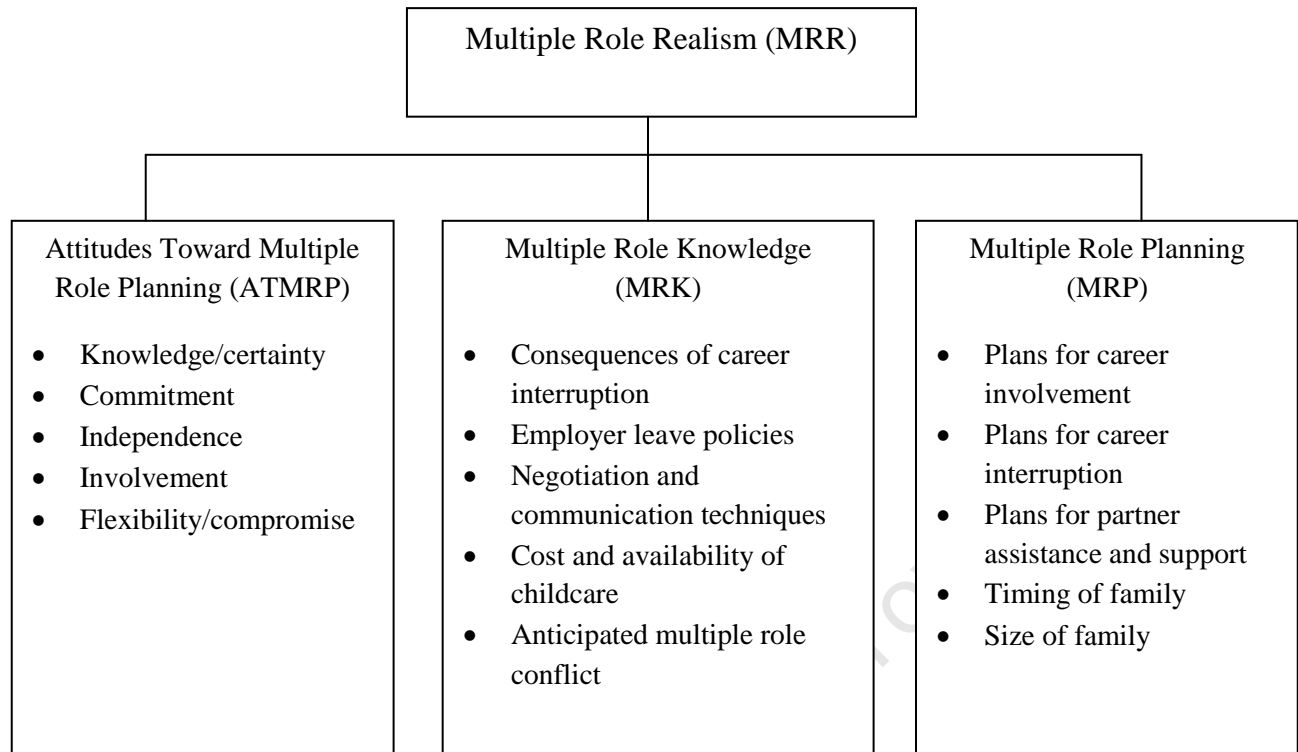 Multiple Role Realism (MRR)
Attitudes Toward Multiple
Role Planning (ATMRP)
• Knowledge/certainty
• Commitment
• Independence
• Involvement
• Flexibility/compromise
Multiple Role Knowledge
(MRK)
• Consequences of career
interruption
• Employer leave policies
• Negotiation and
communication techniques
• Cost and availability of
childcare
• Anticipated multiple role
conflict
Multiple Role Planning
(MRP)
• Plans for career
involvement
• Plans for career
interruption
• Plans for partner
assistance and support
• Timing of family
• Size of family